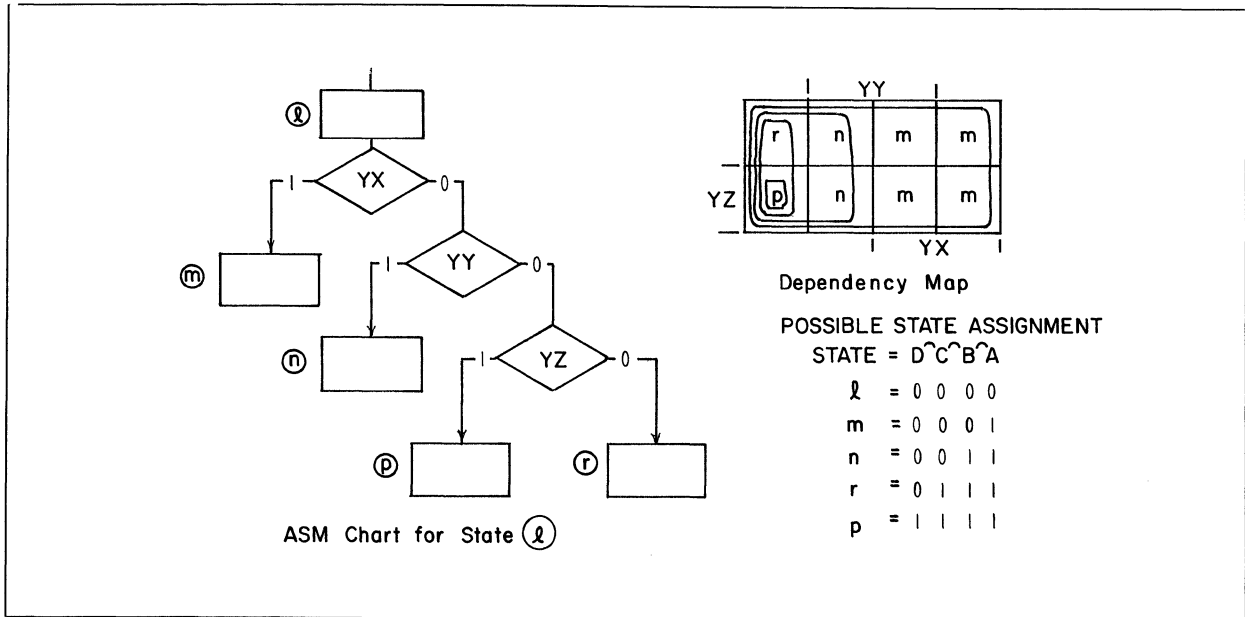 ⓛ
YX
1
0
ⓜ
YY
1
0
ⓝ
YZ
1
0
ⓟ
ⓡ
ASM Chart for State ⓛ
YY
r n m m
YZ
p n m m
YX
Dependency Map
POSSIBLE STATE ASSIGNMENT
STATE = D⌒C⌒B⌒A
ℓ = 0 0 0 0
m = 0 0 0 1
n = 0 0 1 1
r = 0 1 1 1
p = 1 1 1 1